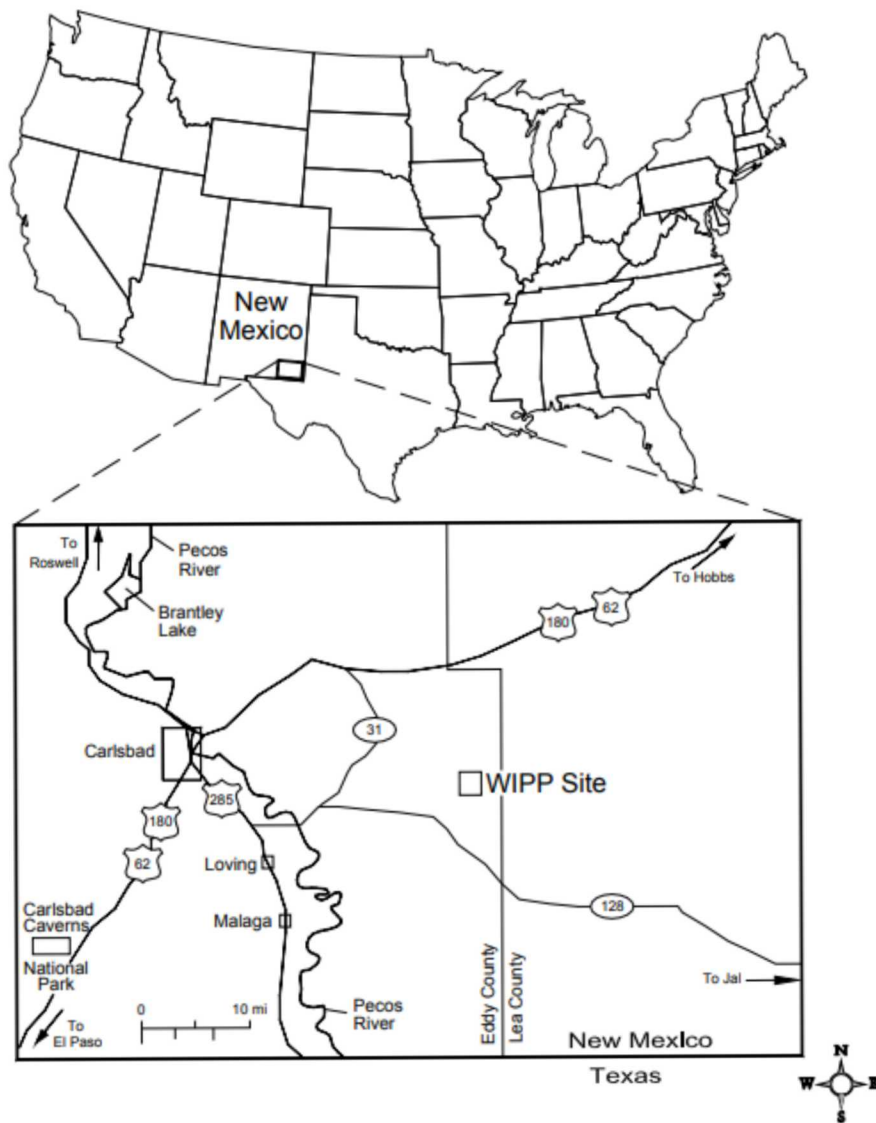 New
Mexico
To
Roswell
Pecos
River
Brantley
Lake
To Hobbs
180
62
31
Carlsbad
WIPP Site
285
180
62
Loving
Malaga
128
Carlsbad
Caverns
National
Park
Eddy County
Lea County
To Jal
0
10 mi
Pecos
River
To
El Paso
New Mexico
Texas
N
W
E
S